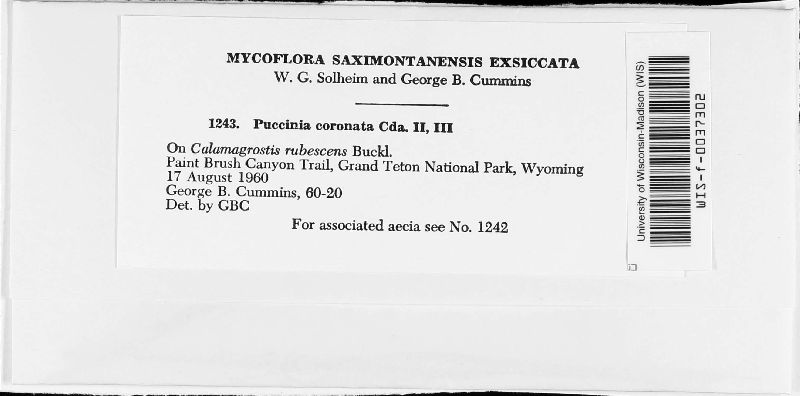 MYCOFLORA SAXIMONTANENSIS EXSICCATA
W. G. Solheim and George B. Cummins
1243. Puccinia coronata Cda. II, III
On Calamagrostis rubescens Buckl.
Paint Brush Canyon Trail, Grand Teton National Park, Wyoming
17 August 1960
George B. Cummins, 60-20
Det. by GBC
For associated aecia see No. 1242
University of Wisconsin-Madison (WIS)
WIS-f-0037302